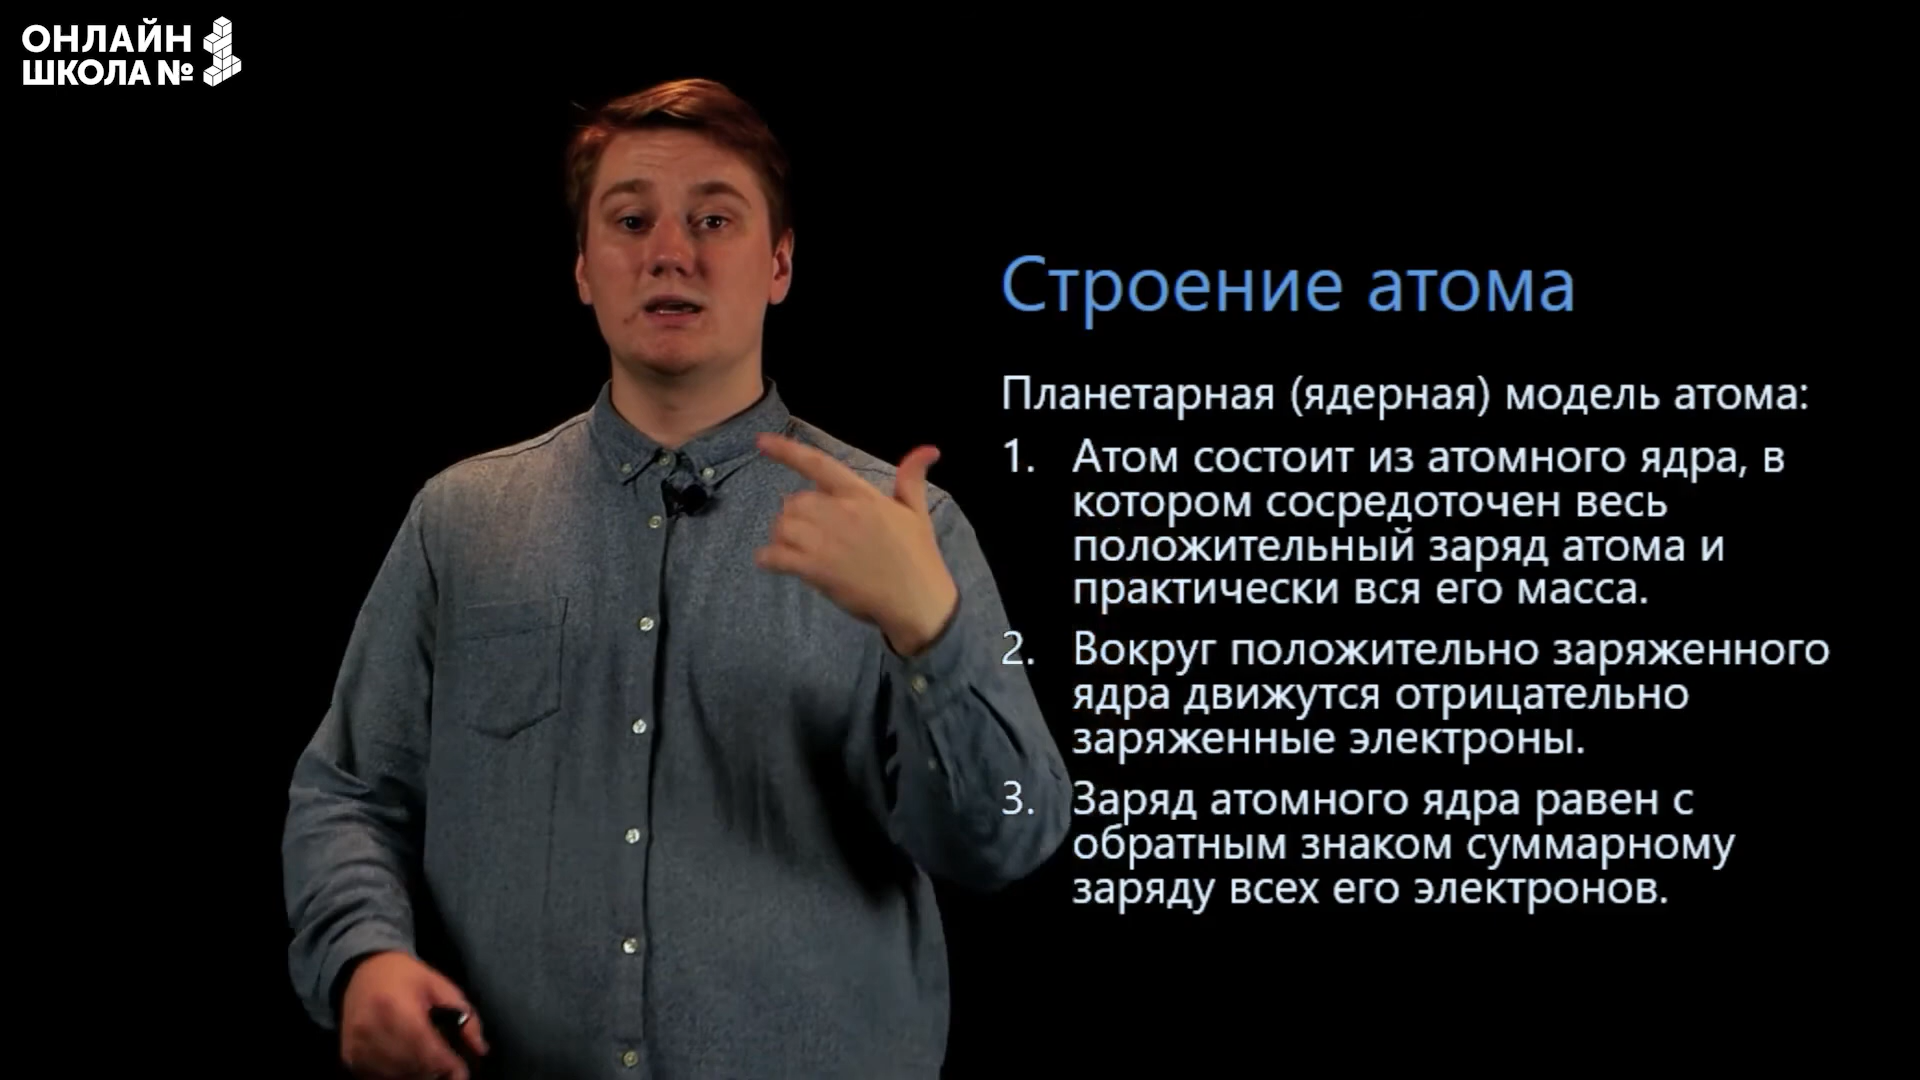 ОНЛАЙН
ШКОЛА №1
Строение атома
Планетарная (ядерная) модель атома:
1. Атом состоит из атомного ядра, в
котором сосредоточен весь
положительный заряд атома и
практически вся его масса.
2. Вокруг положительно заряженного
ядра движутся отрицательно
заряженные электроны.
3. Заряд атомного ядра равен с
обратным знаком суммарному
заряду всех его электронов.